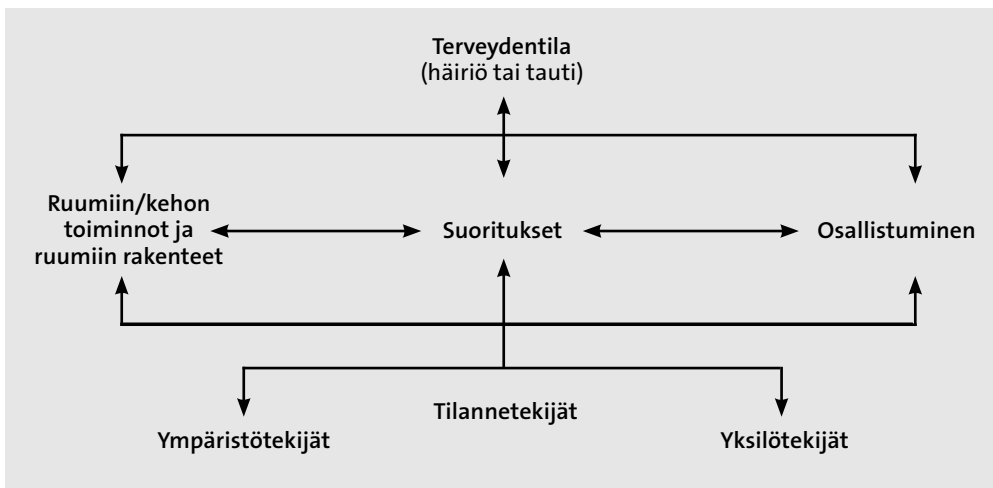 Terveydentila
(häiriö tai tauti)
Ruumiin/kehon
toiminnot ja
ruumiin rakenteet
Suoritukset
Osallistuminen
Tilannetekijät
Ympäristötekijät
Yksilötekijät